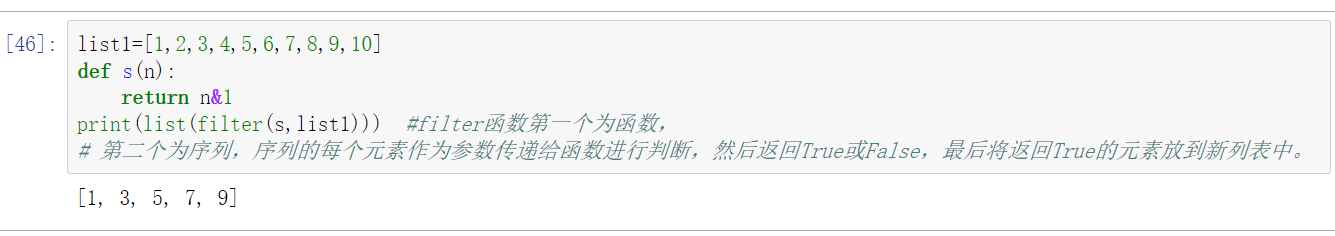 [46]: list1=[1,2,3,4,5,6,7,8,9,10]
def s(n):
    return n&1
print(list(filter(s,list1)))  #filter函数第一个为函数，
# 第二个为序列，序列的每个元素作为参数传递给函数进行判断，然后返回True或False，最后将返回True的元素放到新列表中。
[1, 3, 5, 7, 9]